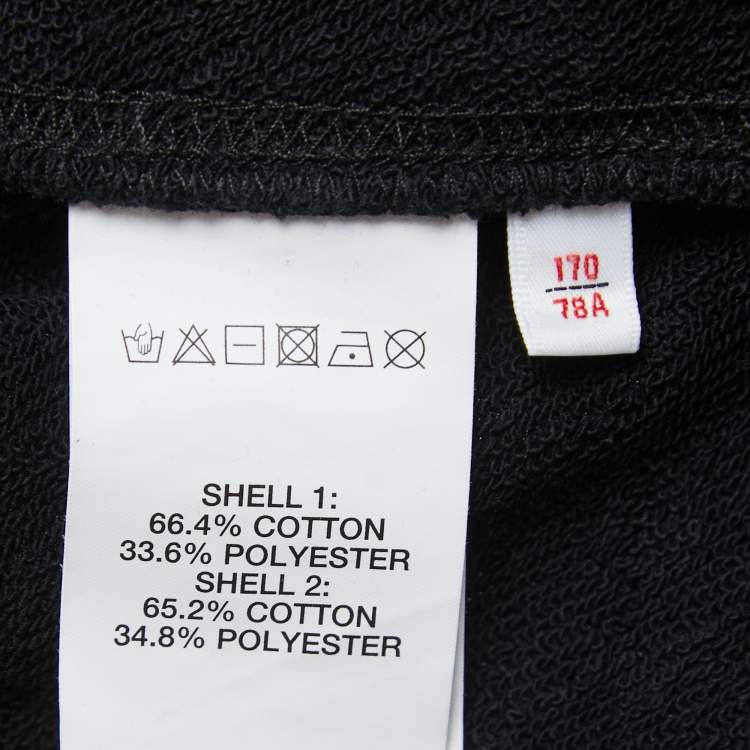 SHELL 1:
66.4% COTTON
33.6% POLYESTER
SHELL 2:
65.2% COTTON
34.8% POLYESTER
170
78A